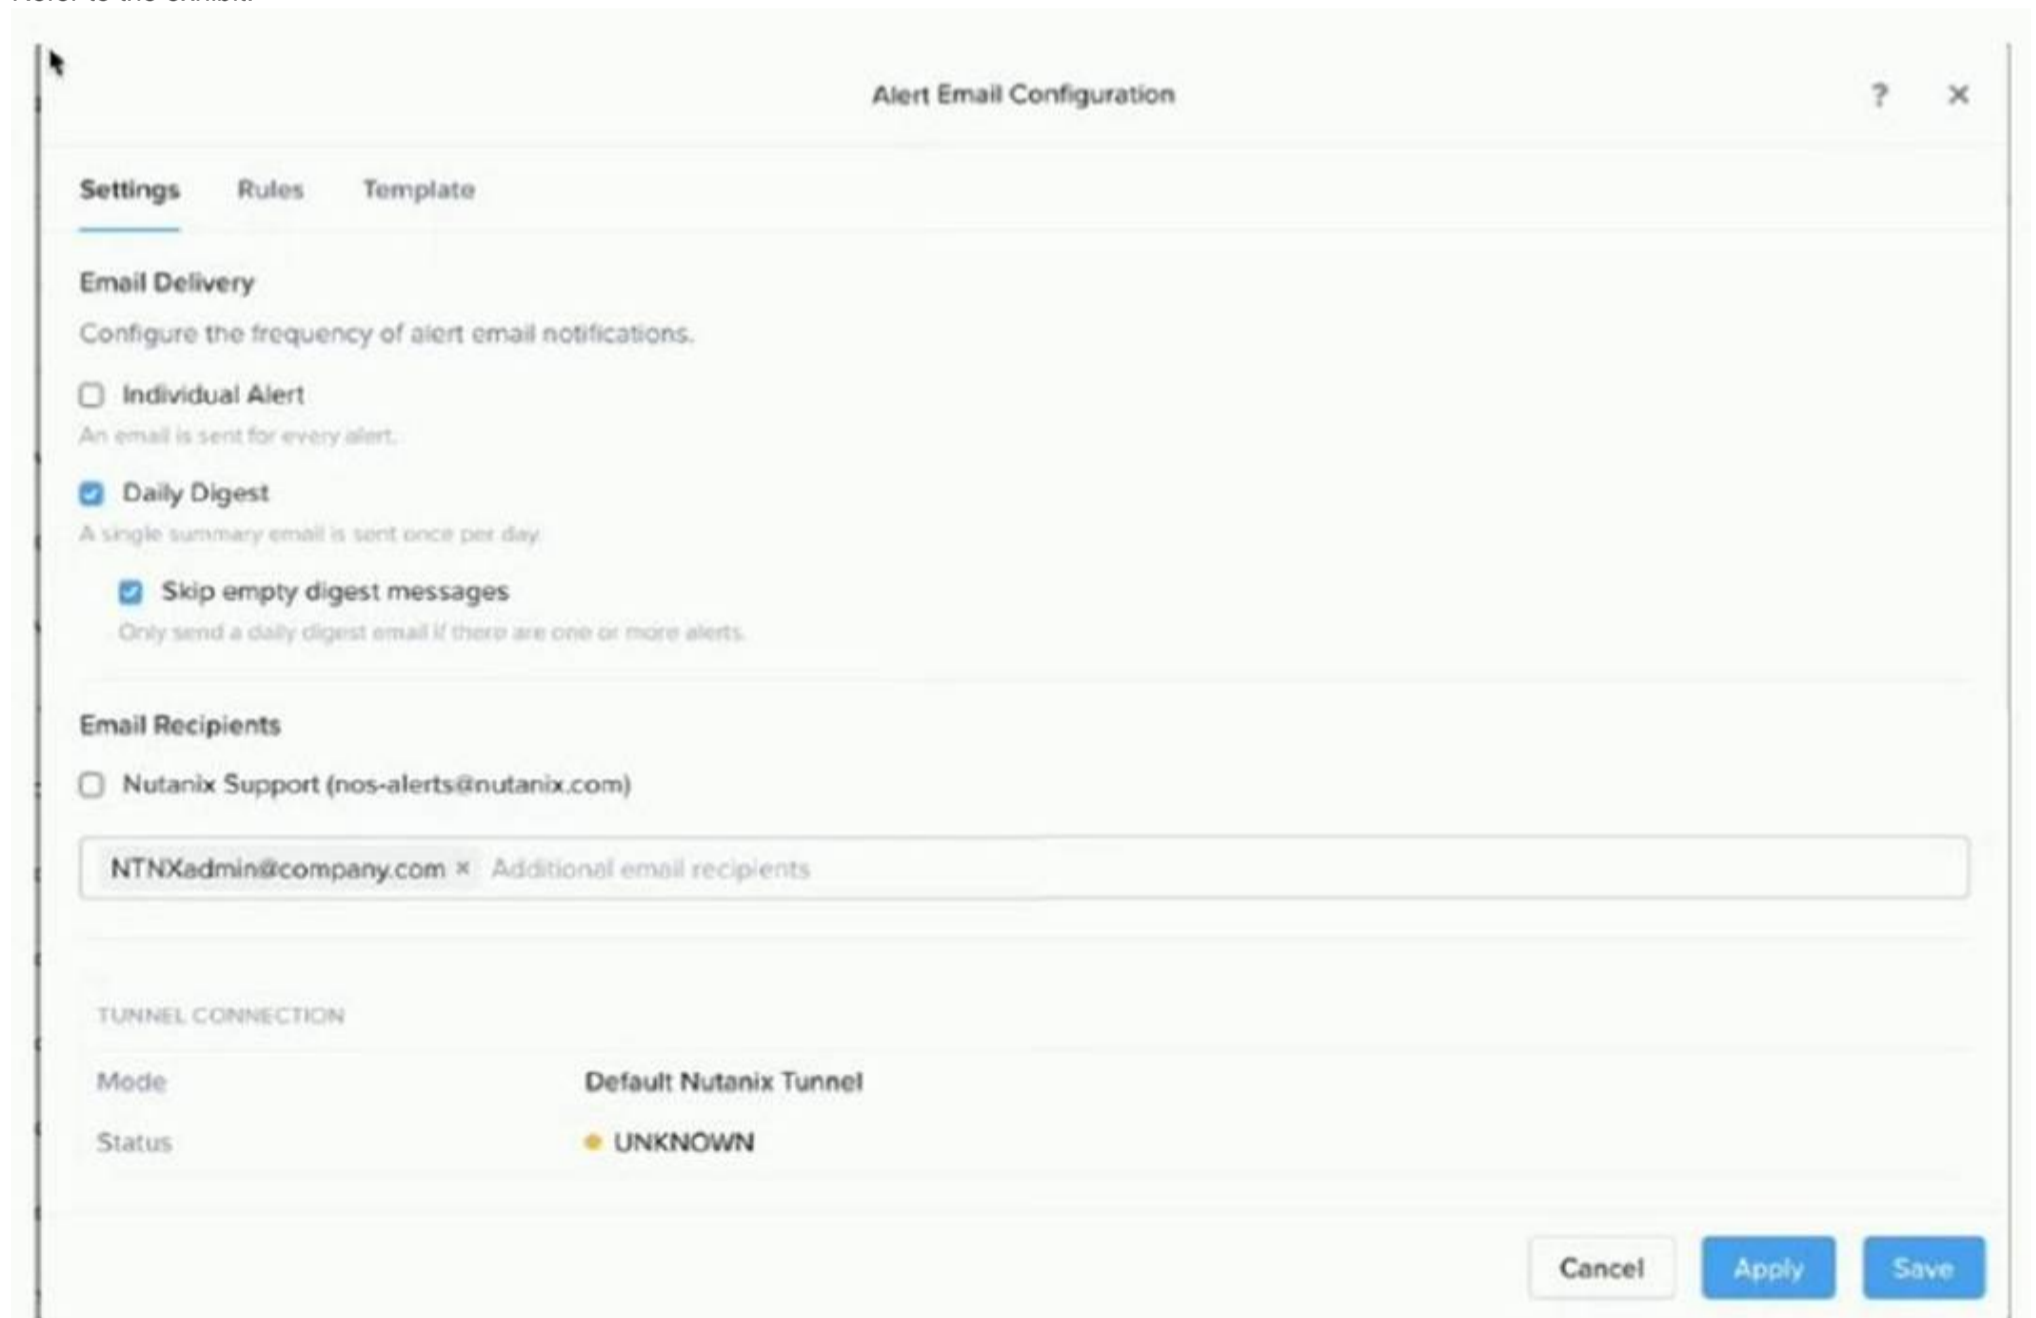 Alert Email Configuration
? ×
Settings Rules Template
Email Delivery
Configure the frequency of alert email notifications.
Individual Alert
An email is sent for every alert.
Daily Digest
A single summary email is sent once per day.
Skip empty digest messages
Only send a daily digest email if there are one or more alerts.
Email Recipients
Nutanix Support (nos-alerts@nutanix.com)
NTNXadmin@company.com × Additional email recipients
TUNNEL CONNECTION
Mode Default Nutanix Tunnel
Status UNKNOWN
Cancel Apply Save